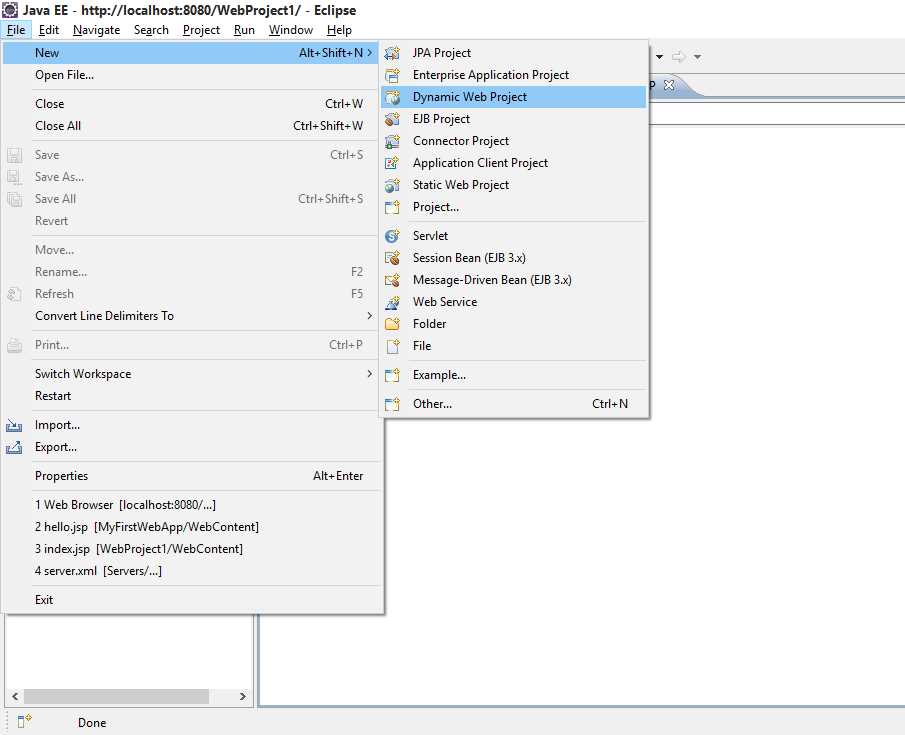 Java EE - http://localhost:8080/WebProject1/ - Eclipse
File Edit Navigate Search Project Run Window Help
New Alt+Shift+N >
Open File...
Close Ctrl+W
Close All Ctrl+Shift+W
Save Ctrl+S
Save As...
Save All Ctrl+Shift+S
Revert
Move...
Rename... F2
Refresh F5
Convert Line Delimiters To >
Print... Ctrl+P
Switch Workspace >
Restart
Import...
Export...
Properties Alt+Enter
1 Web Browser [localhost:8080/...]
2 hello.jsp [MyFirstWebApp/WebContent]
3 index.jsp [WebProject1/WebContent]
4 server.xml [Servers/...]
Exit
JPA Project
Enterprise Application Project
Dynamic Web Project
EJB Project
Connector Project
Application Client Project
Static Web Project
Project...
Servlet
Session Bean (EJB 3.x)
Message-Driven Bean (EJB 3.x)
Web Service
Folder
File
Example...
Other... Ctrl+N
Done